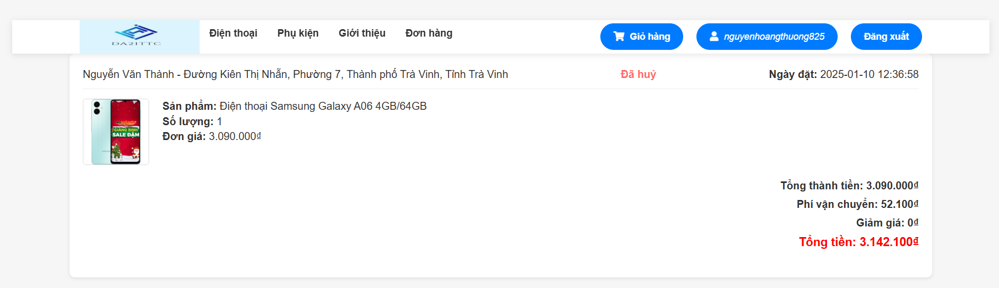 DA21TTC
Điện thoại Phụ kiện Giới thiệu Đơn hàng Giỏ hàng nguyenhoangthuong825 Đăng xuất
Nguyễn Văn Thành - Đường Kiên Thị Nhẫn, Phường 7, Thành phố Trà Vinh, Tỉnh Trà Vinh Đã huỷ Ngày đặt: 2025-01-10 12:36:58
Sản phẩm: Điện thoại Samsung Galaxy A06 4GB/64GB
Số lượng: 1
Đơn giá: 3.090.000₫
GIÁNG SINH
SALE ĐẬM
Tổng thành tiền: 3.090.000₫
Phí vận chuyển: 52.100₫
Giảm giá: 0₫
Tổng tiền: 3.142.100₫